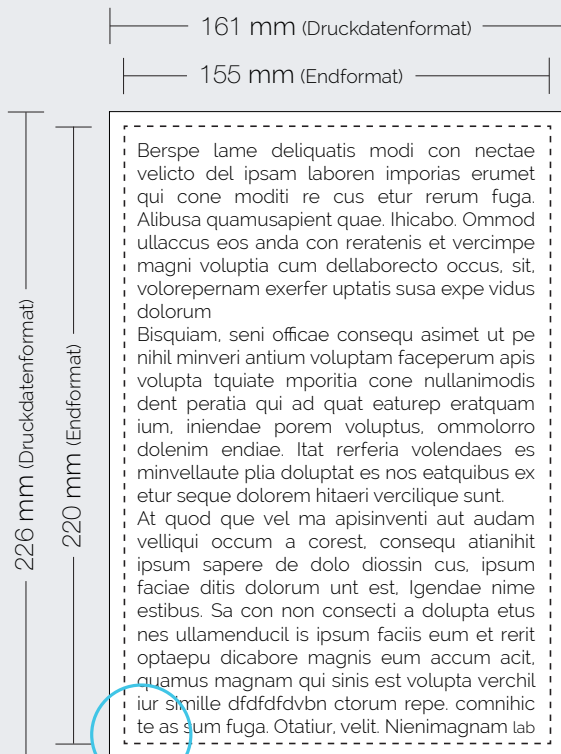 161 mm (Druckdatenformat)
155 mm (Endformat)
226 mm (Druckdatenformat)
220 mm (Endformat)
Berspe lame deliquatis modi con nectae
velicto del ipsam laboren imporias erumet
qui cone moditi re cus etur rerum fuga.
Alibusa quamusapient quae. Ihicabo. Ommod
ullaccus eos anda con reratenis et vercimpe
magni voluptia cum dellaborecto occus, sit,
volorepernam exerfer uptatis susa expe vidus
dolorum
Bisquiam, seni officae consequ asimet ut pe
nihil minveri antium voluptam faceperum apis
volupta tquiate mporitia cone nullanimodis
dent peratia qui ad quat eaturep eratquam
ium, iniendae porem voluptus, ommolorro
dolenim endiae. Itat rerferia volendaes es
minvellaute plia doluptat es nos eatquibus ex
etur seque dolorem hitaeri vercilique sunt.
At quod que vel ma apisinventi aut audam
velliqui occum a corest, consequ atianihit
ipsum sapere de dolo diossin cus, ipsum
faciae ditis dolorum unt est, Igendae nime
estibus. Sa con non consecti a dolupta etus
nes ullamenducil is ipsum faciis eum et rerit
optaepu dicabore magnis eum accum acit,
quamus magnam qui sinis est volupta verchil
iur simille dfdfdfdvbn ctorum repe. comnihic
te as sum fuga. Otatiur, velit. Nienimagnam lab